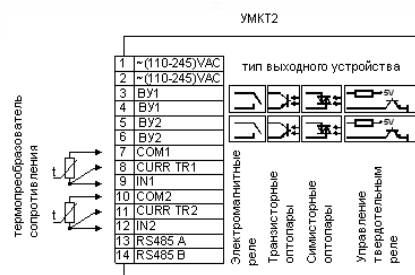 УМКТ2
1 ~(110-245)VAC
2 ~(110-245)VAC
3 ВУ1
4 ВУ1
5 ВУ2
6 ВУ2
7 COM1
8 CURR TR1
9 IN1
10 COM2
11 CURR TR2
12 IN2
13 RS485 A
14 RS485 B
тип выходного устройства
5V
5V
термопреобразователь
сопротивления
t
t
Электромагнитные
реле
Транзисторные
оптопары
Симисторные
оптопары
Управление
твердотельным
реле